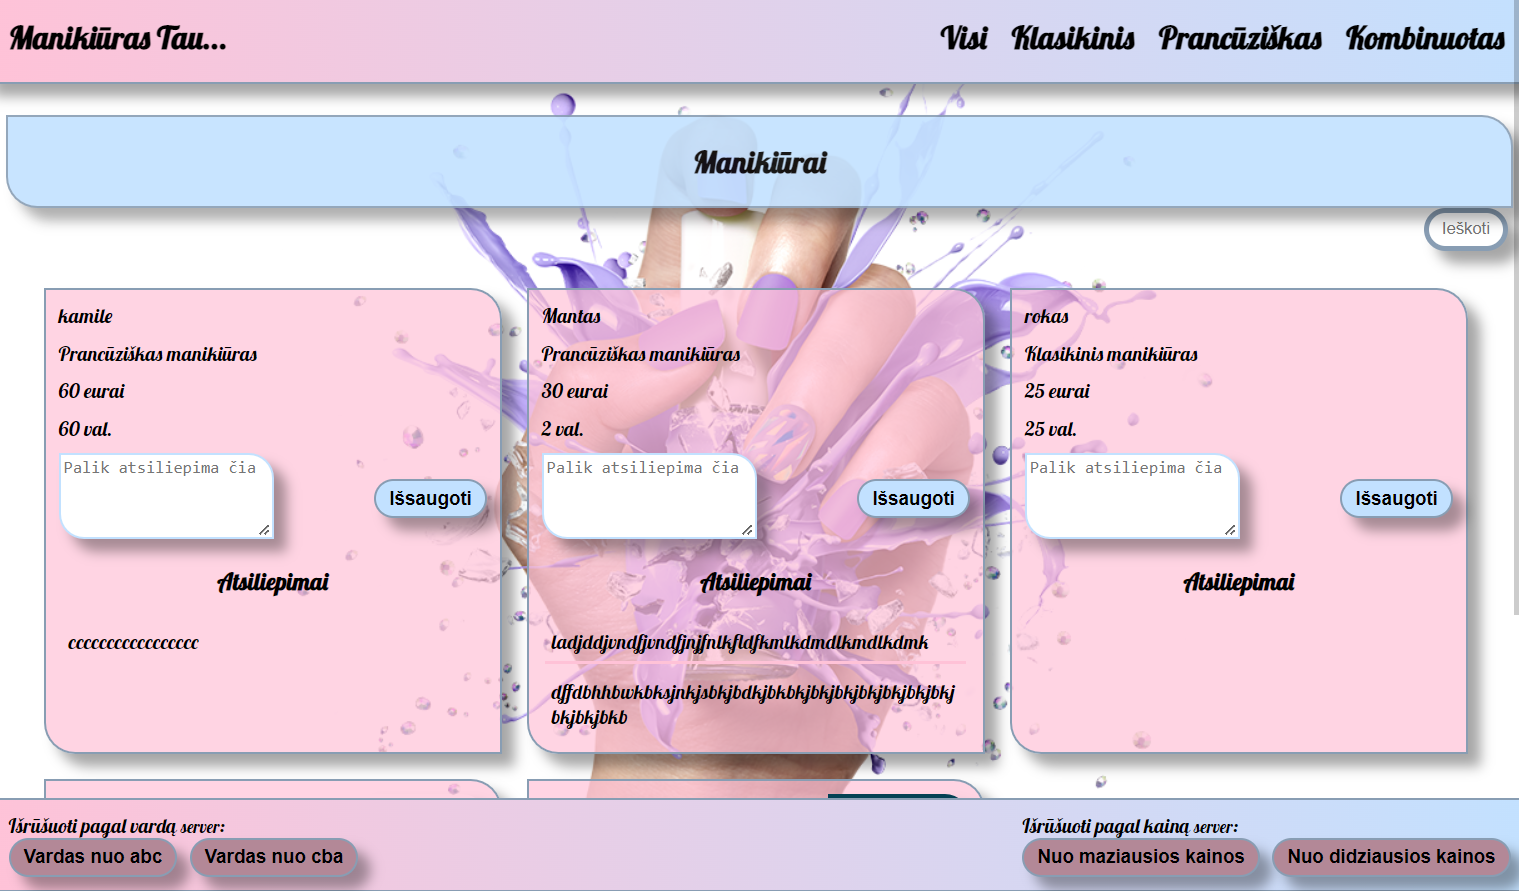 Manikiūras Tau...
Visi Klasikinis Prancūziškas Kombinuotas
Manikiūrai
Ieškoti
kamile
Prancūziškas manikiūras
60 eurai
60 val.
Palik atsiliepima čia
Išsaugoti
Atsiliepimai
ccccccccccccccccc
Mantas
Prancūziškas manikiūras
30 eurai
2 val.
Palik atsiliepima čia
Išsaugoti
Atsiliepimai
ladjddjvndfjvndfjnjfnlkfldfkmlkdmdlkmdlkdmk
dffdbhhbwkbksjnkjsbkjbdkjbkbkjbkjbkjbkjbkjbkj
bkjbkjbkb
rokas
Klasikinis manikiūras
25 eurai
25 val.
Palik atsiliepima čia
Išsaugoti
Atsiliepimai
Išrūšuoti pagal vardą server:
Vardas nuo abc Vardas nuo cba
Išrūšuoti pagal kainą server:
Nuo maziausios kainos Nuo didziausios kainos